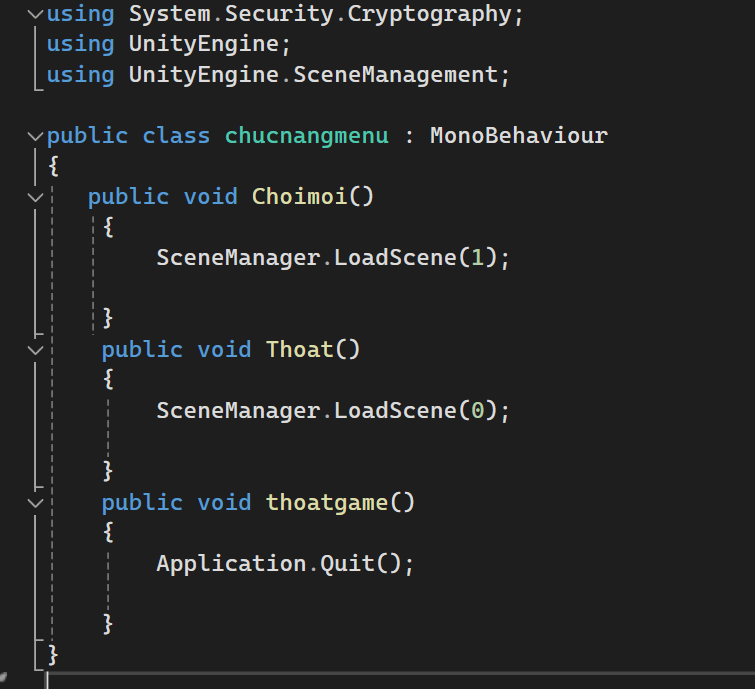 using System.Security.Cryptography;
using UnityEngine;
using UnityEngine.SceneManagement;
public class chucnangmenu : MonoBehaviour
{
public void Choimoi()
{
SceneManager.LoadScene(1);
}
public void Thoat()
{
SceneManager.LoadScene(0);
}
public void thoatgame()
{
Application.Quit();
}
}